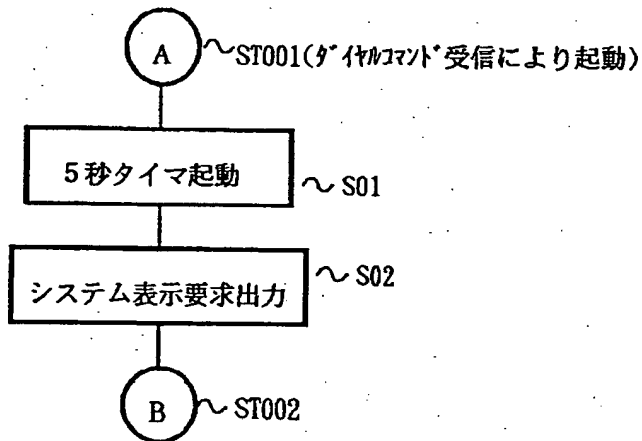 A ～ST001(ﾀﾞｲﾔﾙｺﾏﾝﾄﾞ受信により起動)
5秒タイマ起動
～S01
～S02
システム表示要求出力
B ～ST002